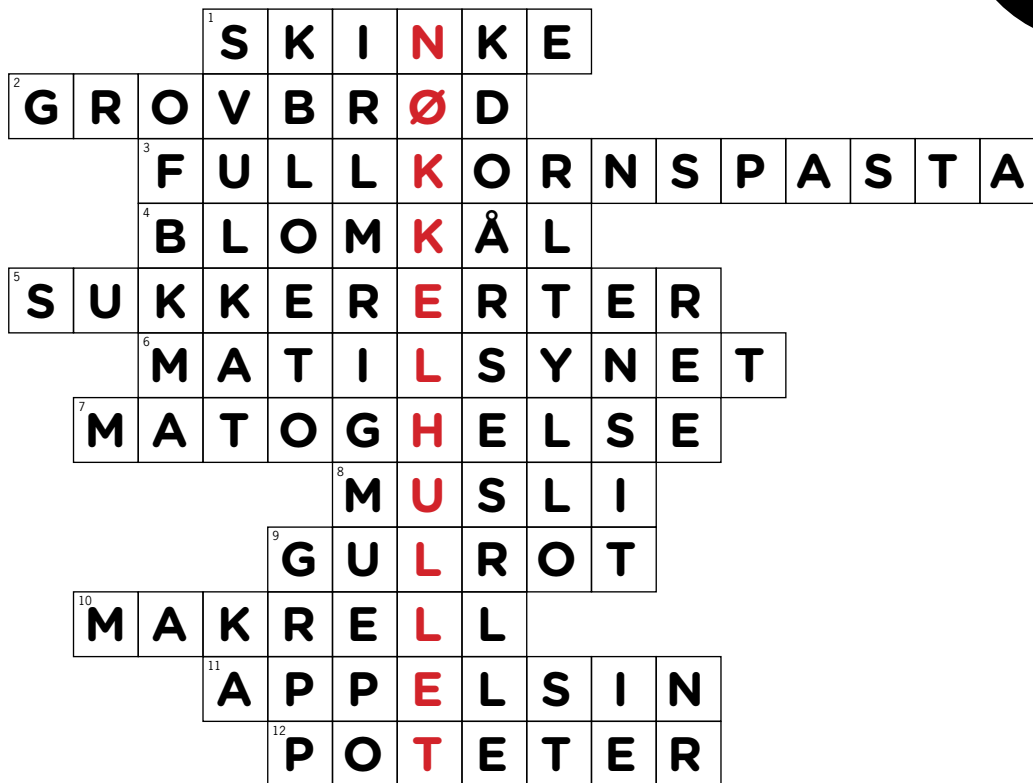 1 SKINKE
2 GROVBRØD
3 FULLKORNSPASTA
4 BLOMKÅL
5 SUKKERERTER
6 MATILSYNET
7 MATOGHELSE
8 MUSLI
9 GULROT
10 MAKRELL
11 APPELSIN
12 POTETER